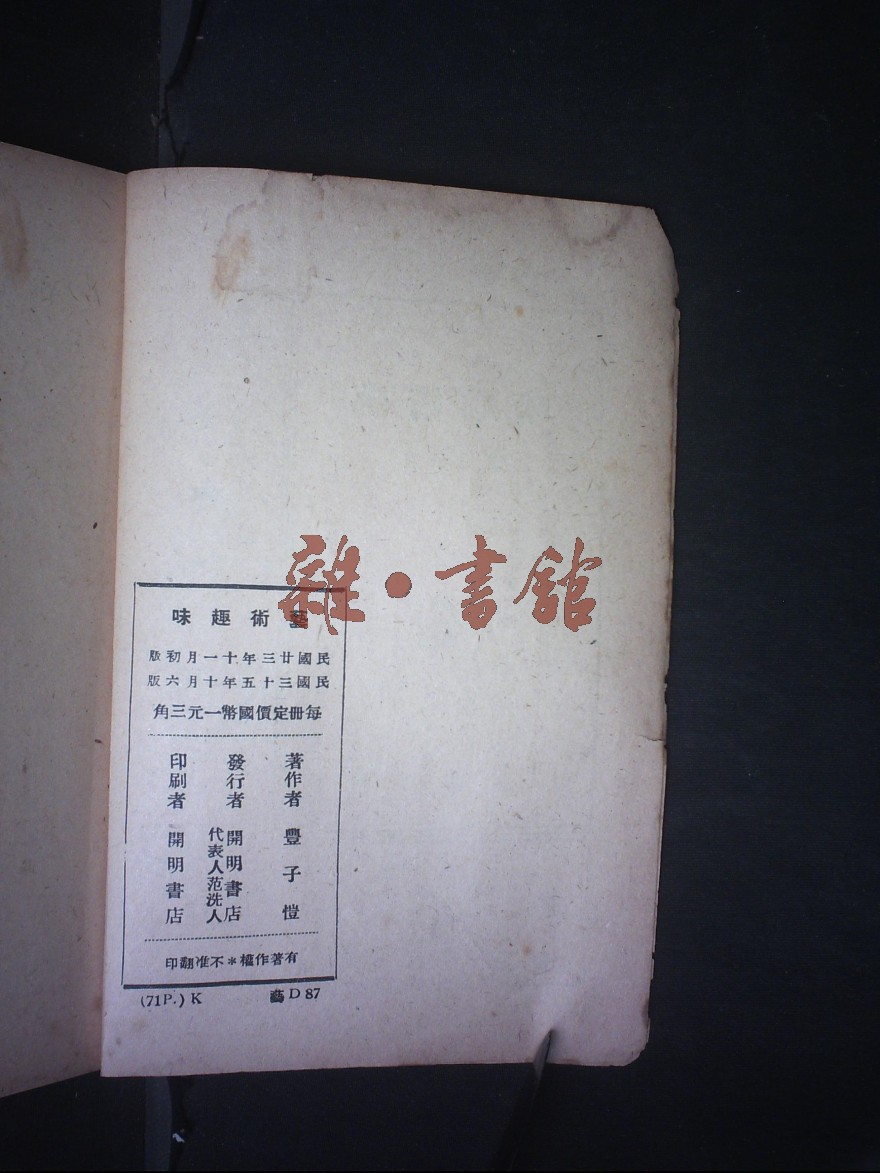 雜・書館
藝術趣味
民國廿三年十一月初版
民國三十五年十月六版
每冊定價國幣一元三角
著作者 豐子愷
發行者 開明書店
代表人范洗人
印刷者 開明書店
有著作權＊不准翻印
(71P.) K 藝 D 87